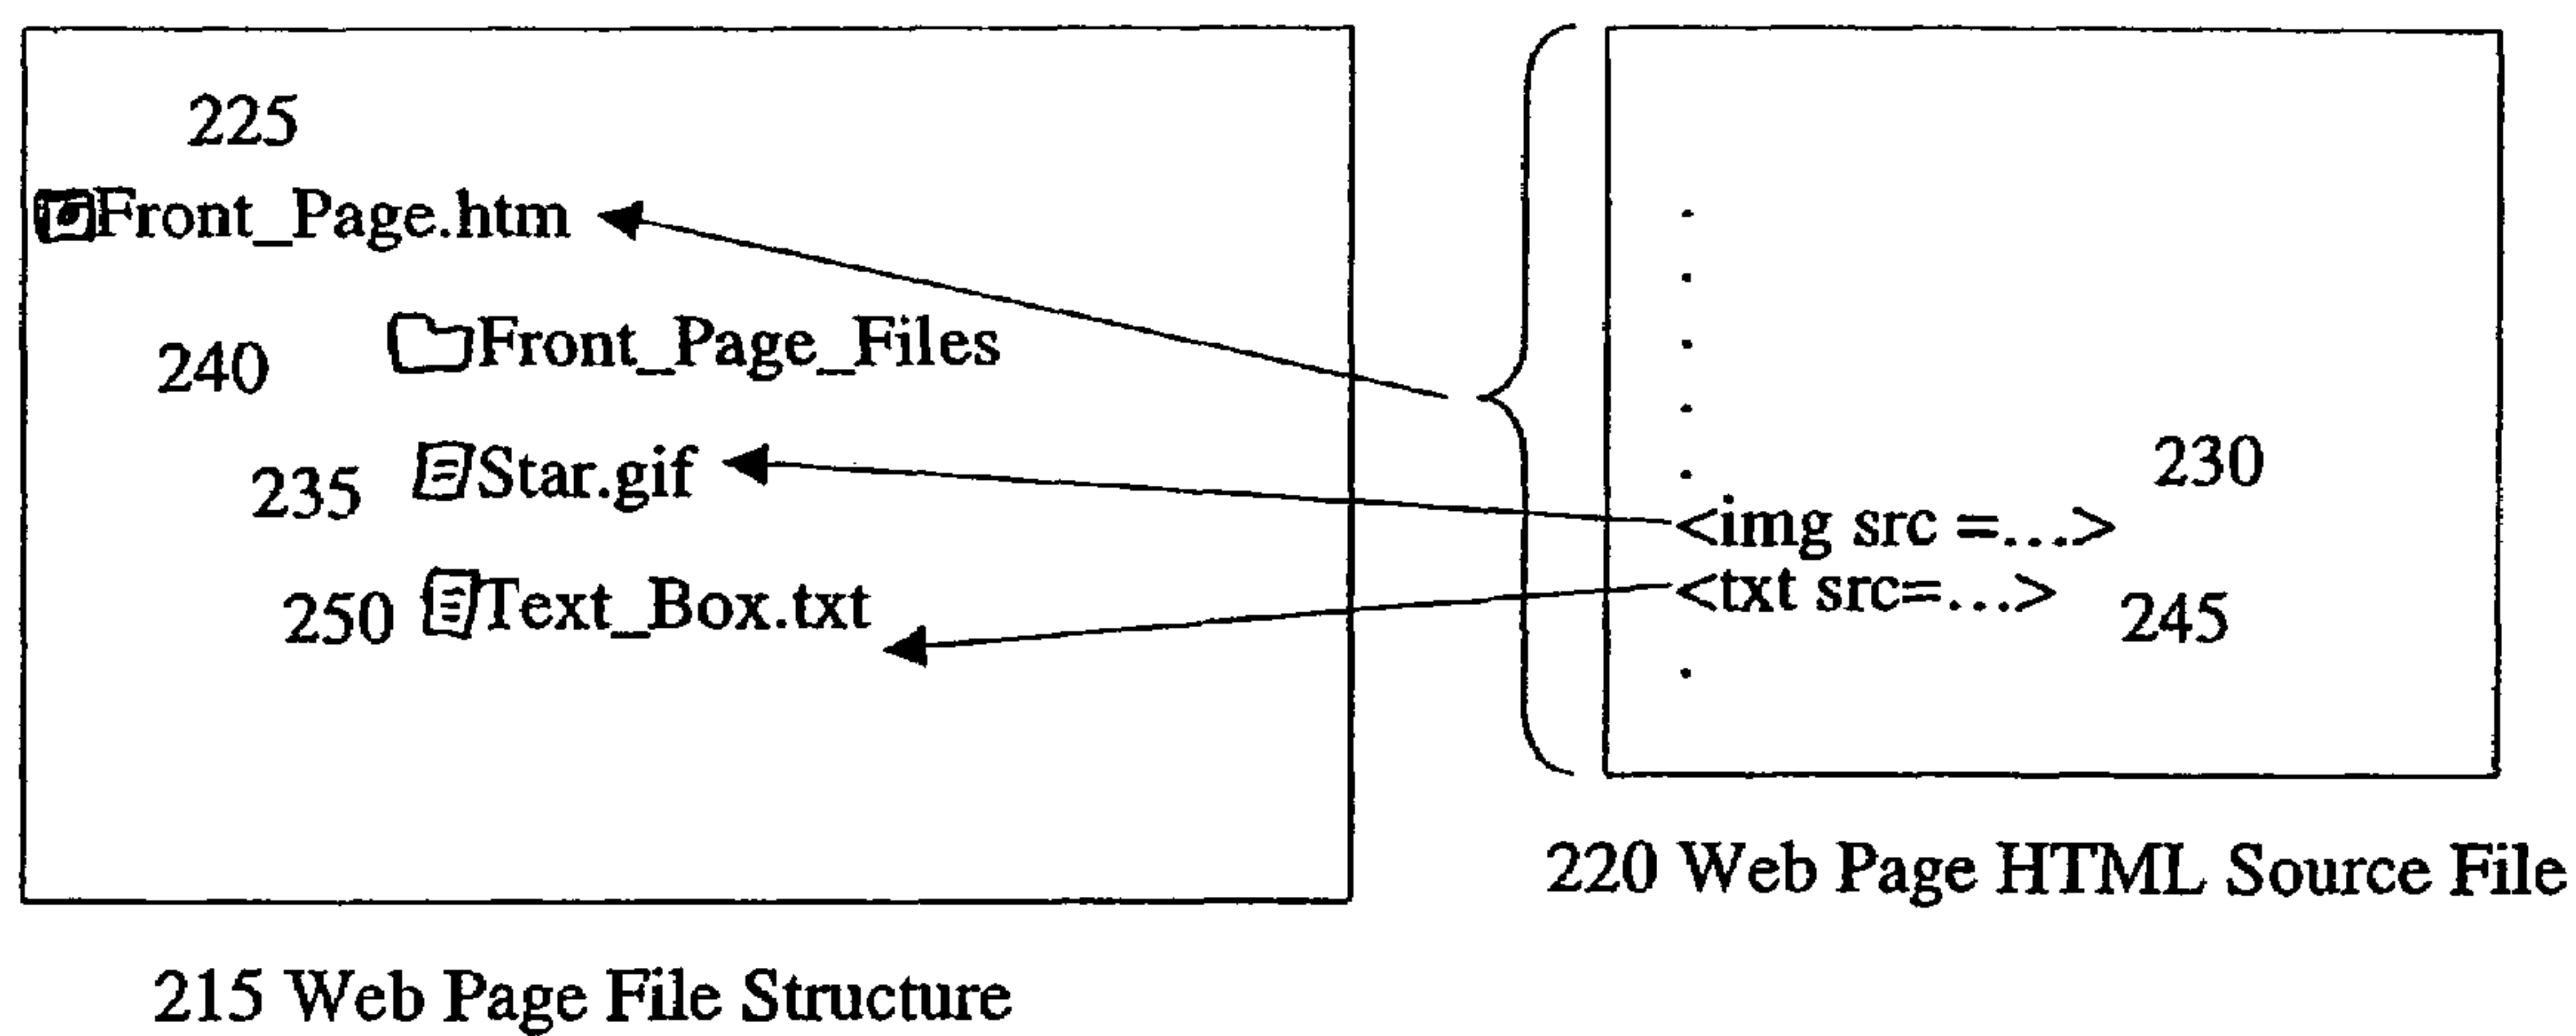 225
Front_Page.htm
240 Front_Page_Files
235 Star.gif
250 Text_Box.txt
215 Web Page File Structure
.
.
.
.
.
230
<img src =...>
<txt src=...>
245
.
220 Web Page HTML Source File